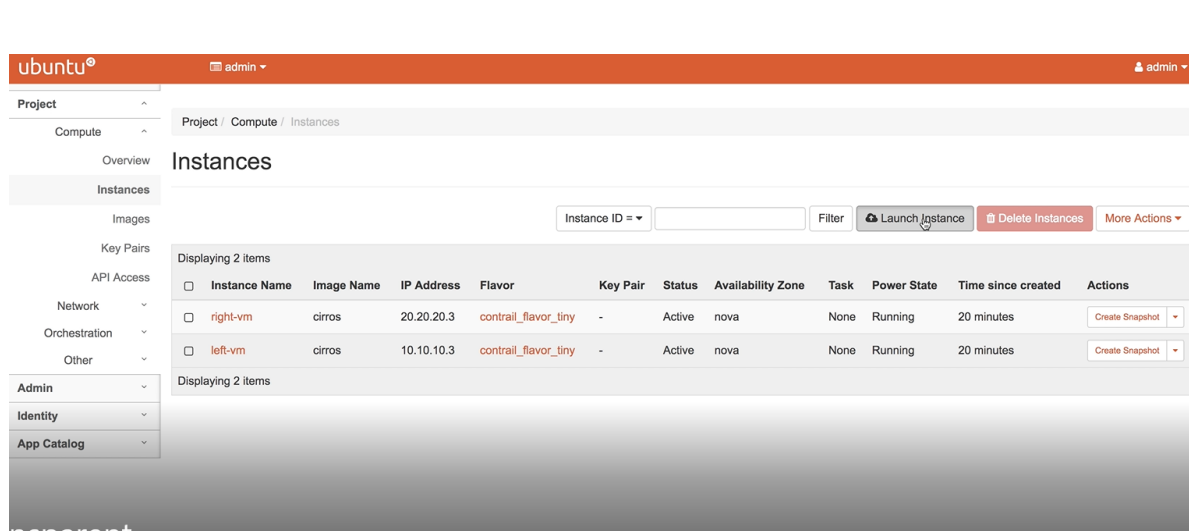 ubuntu admin admin
Project
Project / Compute / Instances
Compute
Overview
Instances
Instances
Images
Key Pairs
API Access
Network
Orchestration
Other
Admin
Identity
App Catalog
Instance ID = Filter Launch Instance Delete Instances More Actions
Displaying 2 items
Instance Name Image Name IP Address Flavor Key Pair Status Availability Zone Task Power State Time since created Actions
right-vm cirros 20.20.20.3 contrail_flavor_tiny - Active nova None Running 20 minutes Create Snapshot
left-vm cirros 10.10.10.3 contrail_flavor_tiny - Active nova None Running 20 minutes Create Snapshot
Displaying 2 items